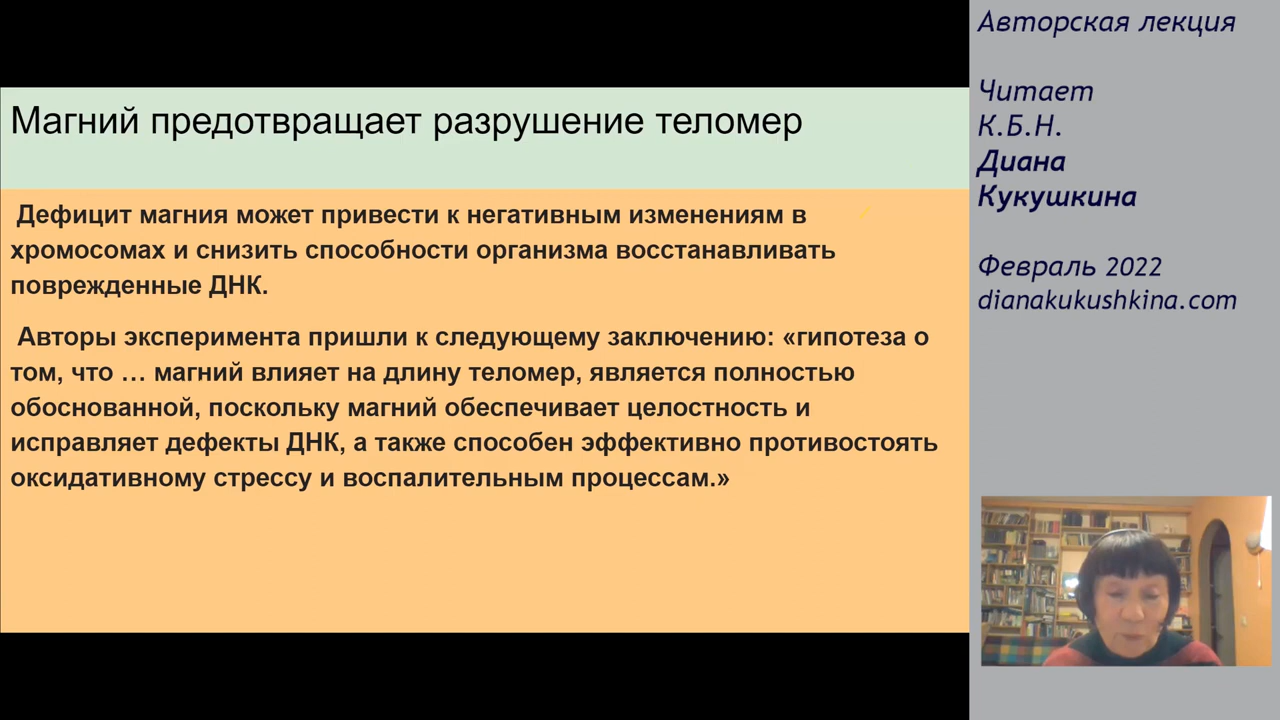 Магний предотвращает разрушение теломер
Дефицит магния может привести к негативным изменениям в
хромосомах и снизить способности организма восстанавливать
поврежденные ДНК.
Авторы эксперимента пришли к следующему заключению: «гипотеза о
том, что … магний влияет на длину теломер, является полностью
обоснованной, поскольку магний обеспечивает целостность и
исправляет дефекты ДНК, а также способен эффективно противостоять
оксидативному стрессу и воспалительным процессам.»
Авторская лекция
Читает
К.Б.Н.
Диана
Кукушкина
Февраль 2022
dianakukushkina.com